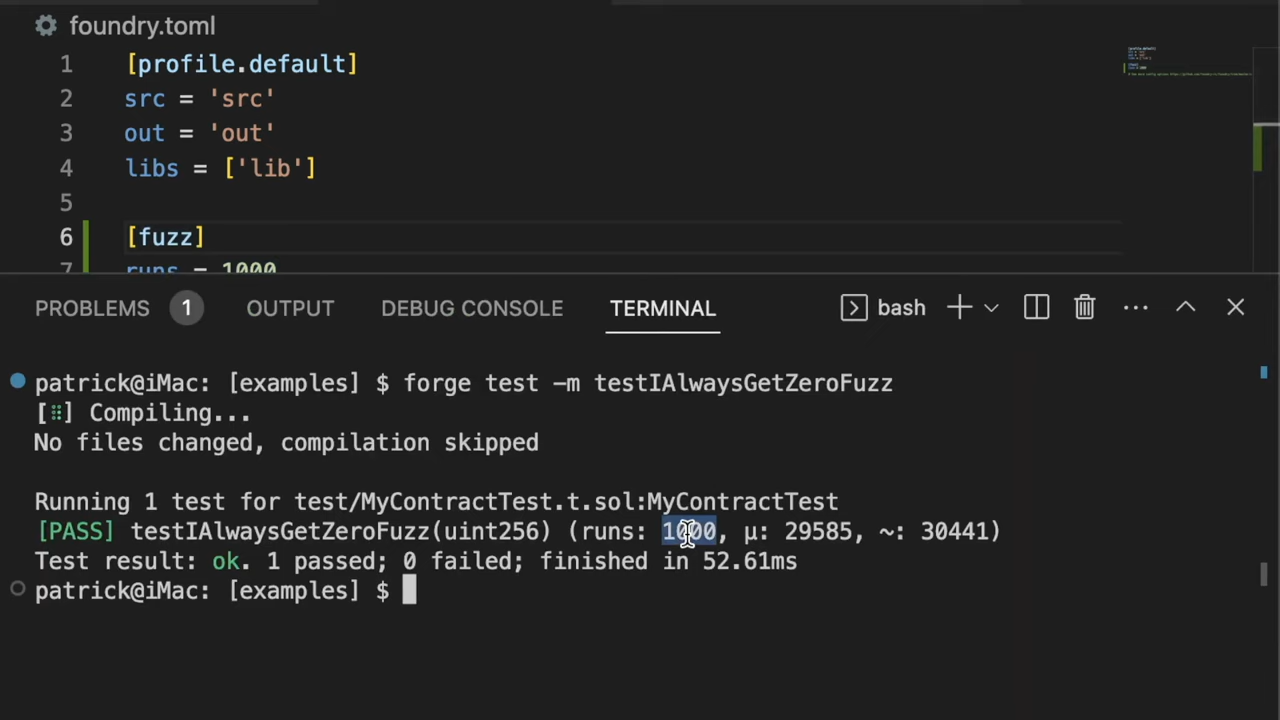 foundry.toml
1 [profile.default]
2 src = 'src'
3 out = 'out'
4 libs = ['lib']
5
6 [fuzz]
7 runs = 1000
PROBLEMS 1 OUTPUT DEBUG CONSOLE TERMINAL bash
patrick@iMac: [examples] $ forge test -m testIAlwaysGetZeroFuzz
[⠿] Compiling...
No files changed, compilation skipped
Running 1 test for test/MyContractTest.t.sol:MyContractTest
[PASS] testIAlwaysGetZeroFuzz(uint256) (runs: 1000, μ: 29585, ~: 30441)
Test result: ok. 1 passed; 0 failed; finished in 52.61ms
patrick@iMac: [examples] $